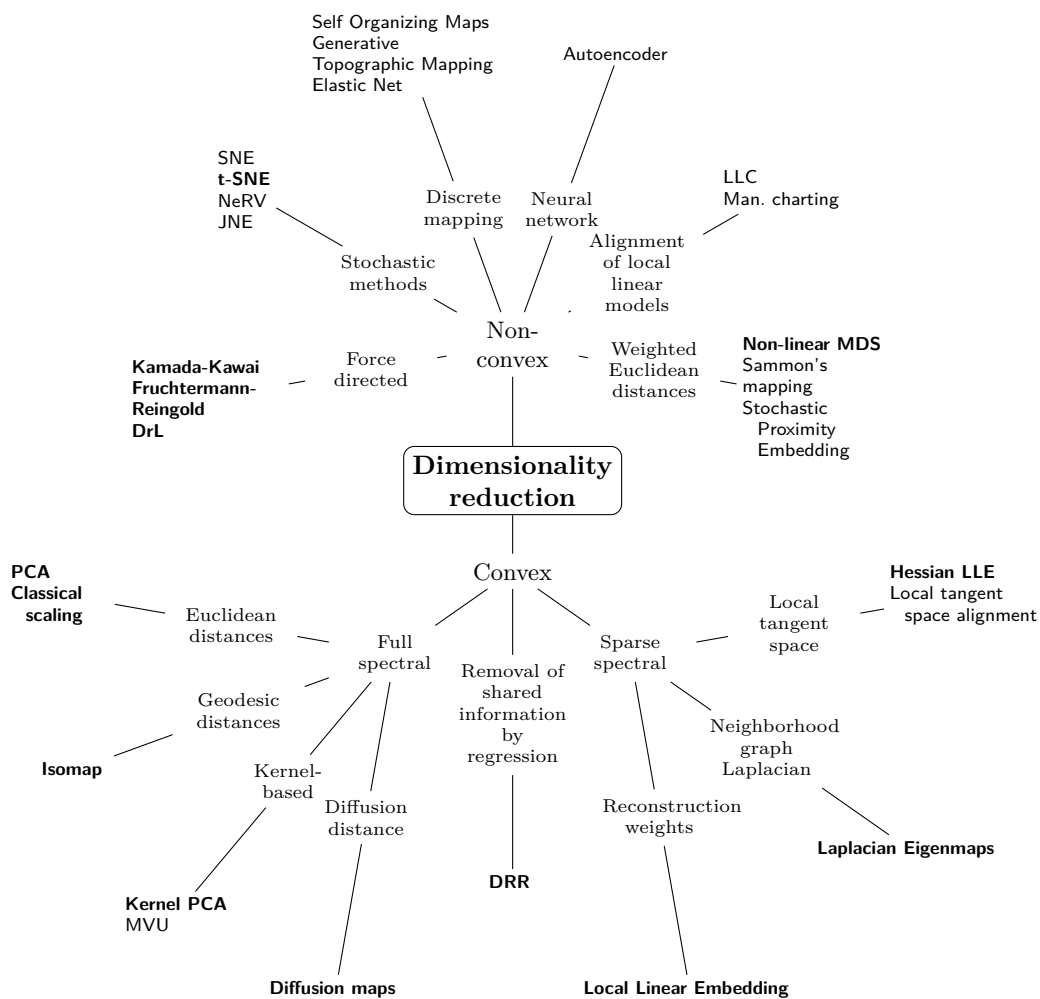 Self Organizing Maps
Generative
Topographic Mapping
Elastic Net
Autoencoder
SNE
t-SNE
NeRV
JNE
LLC
Man. charting
Discrete
mapping
Neural
network
Stochastic
methods
Alignment
of local
linear
models
Non-
convex
Force
directed
Weighted
Euclidean
distances
Kamada-Kawai
Fruchtermann-
Reingold
DrL
Non-linear MDS
Sammon's
mapping
Stochastic
Proximity
Embedding
Dimensionality
reduction
Convex
PCA
Classical
scaling
Euclidean
distances
Full
spectral
Sparse
spectral
Local
tangent
space
Hessian LLE
Local tangent
space alignment
Removal of
shared
information
by
regression
Geodesic
distances
Isomap
Neighborhood
graph
Laplacian
Kernel-
based
Diffusion
distance
Reconstruction
weights
Laplacian Eigenmaps
DRR
Kernel PCA
MVU
Diffusion maps
Local Linear Embedding